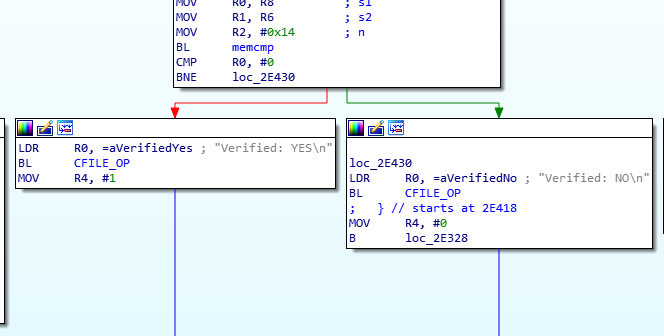 MOV R0, R8 ; s1
MOV R1, R6 ; s2
MOV R2, #0x14 ; n
BL memcmp
CMP R0, #0
BNE loc_2E430
LDR R0, =aVerifiedYes ; "Verified: YES\n"
BL CFILE_OP
MOV R4, #1
loc_2E430
LDR R0, =aVerifiedNo ; "Verified: NO\n"
BL CFILE_OP
; } // starts at 2E418
MOV R4, #0
B loc_2E328